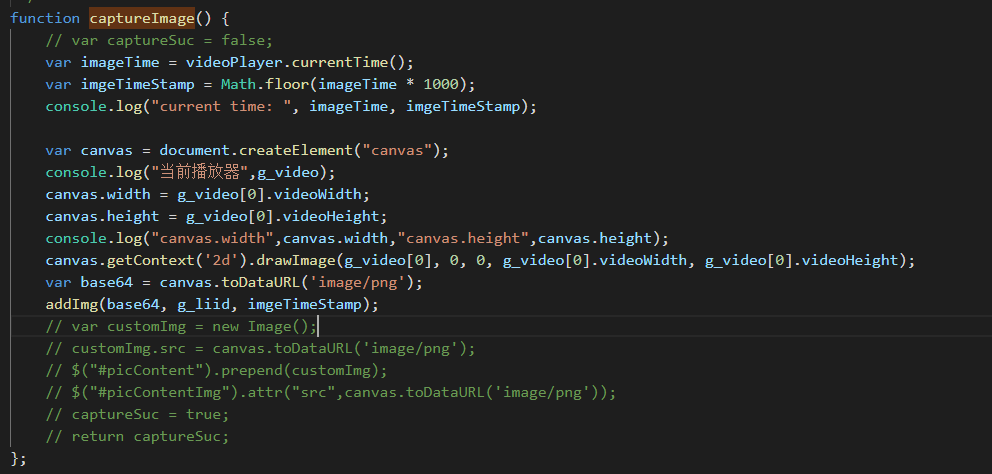 function captureImage() {
    // var captureSuc = false;
    var imageTime = videoPlayer.currentTime();
    var imgeTimeStamp = Math.floor(imageTime * 1000);
    console.log("current time: ", imageTime, imgeTimeStamp);

    var canvas = document.createElement("canvas");
    console.log("当前播放器",g_video);
    canvas.width = g_video[0].videoWidth;
    canvas.height = g_video[0].videoHeight;
    console.log("canvas.width",canvas.width,"canvas.height",canvas.height);
    canvas.getContext('2d').drawImage(g_video[0], 0, 0, g_video[0].videoWidth, g_video[0].videoHeight);
    var base64 = canvas.toDataURL('image/png');
    addImg(base64, g_liid, imgeTimeStamp);
    // var customImg = new Image();
    // customImg.src = canvas.toDataURL('image/png');
    // $("#picContent").prepend(customImg);
    // $("#picContentImg").attr("src",canvas.toDataURL('image/png'));
    // captureSuc = true;
    // return captureSuc;
};